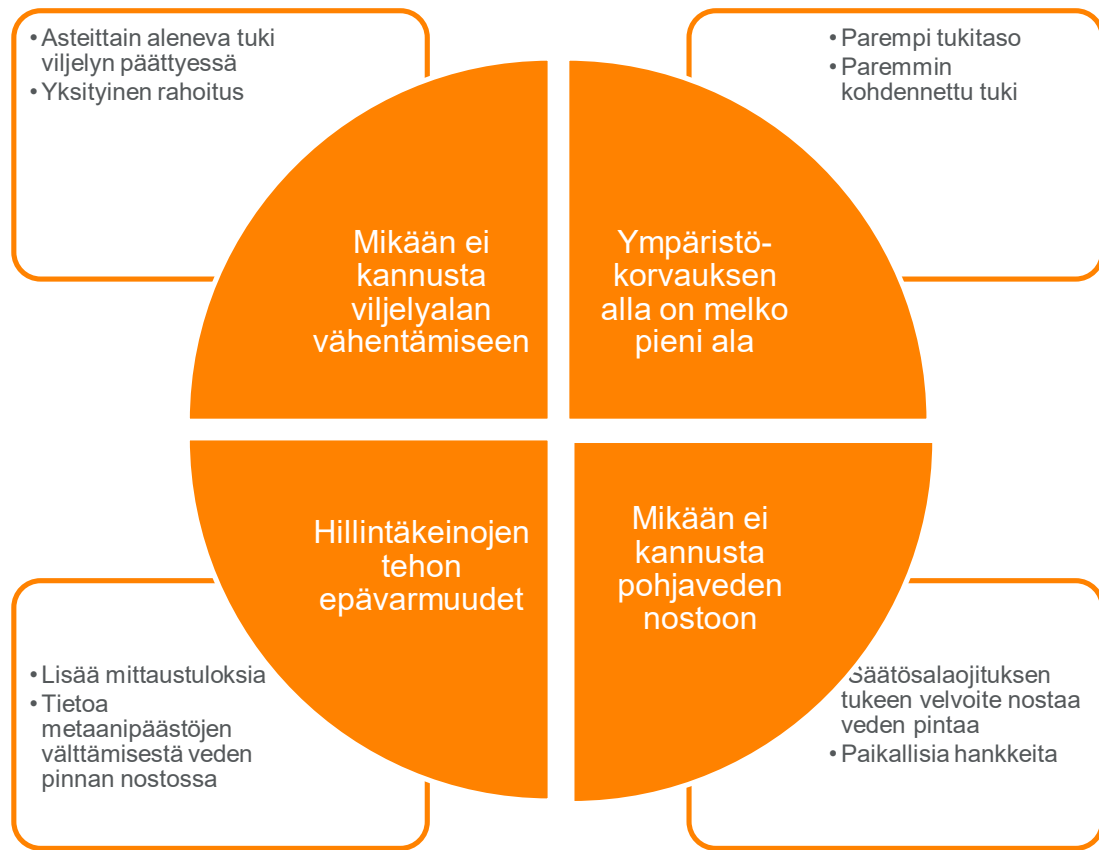 • Asteittain aleneva tuki
viljelyn päättyessä
• Yksityinen rahoitus
• Parempi tukitaso
• Paremmin
kohdennettu tuki
Mikään ei
kannusta
viljelyalan
vähentämiseen
Ympäristö-
korvauksen
alla on melko
pieni ala
Hillintäkeinojen
tehon
epävarmuudet
Mikään ei
kannusta
pohjaveden
nostoon
• Lisää mittaustuloksia
• Tietoa
metaanipäästöjen
välttämisestä veden
pinnan nostossa
Säätösalaojituksen
tukeen velvoite nostaa
veden pintaa
• Paikallisia hankkeita